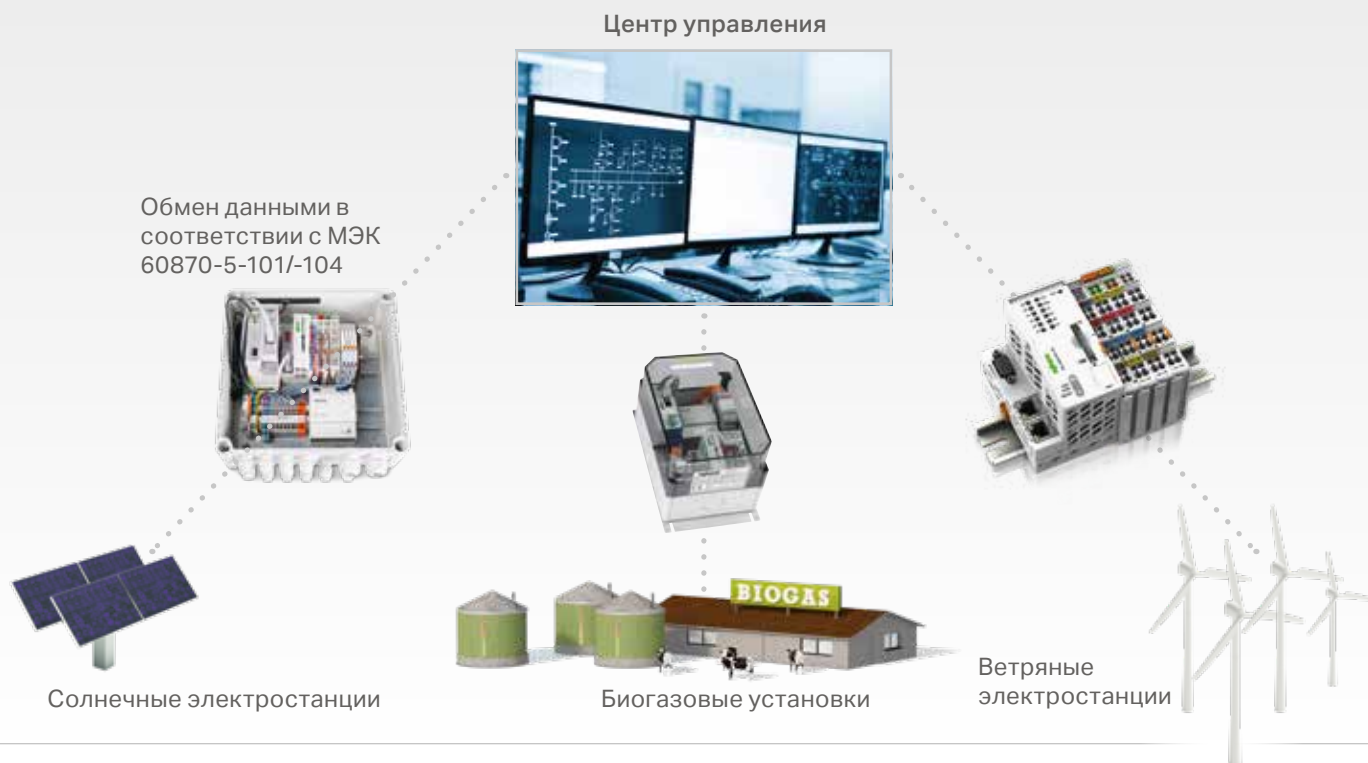 Центр управления
Обмен данными в
соответствии с МЭК
60870-5-101/-104
BIOGAS
Солнечные электростанции
Биогазовые установки
Ветряные
электростанции